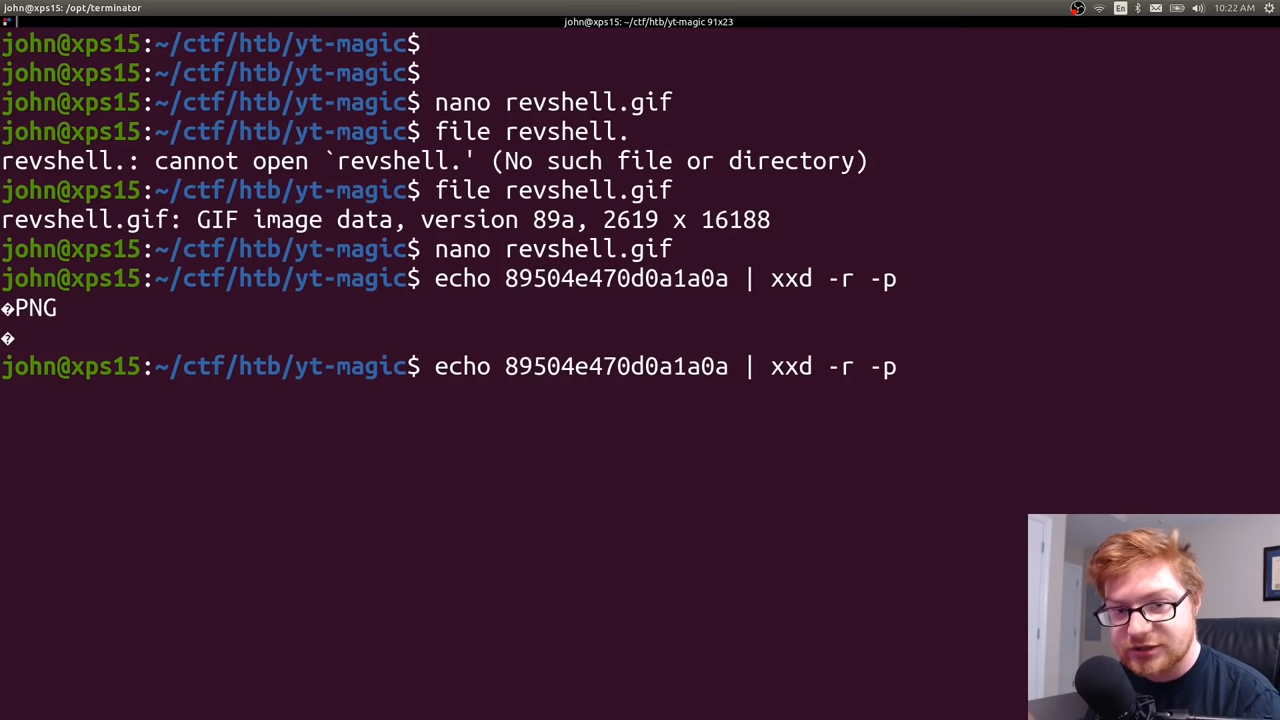 john@xps15: /opt/terminator
En
10:22 AM
john@xps15: ~/ctf/htb/yt-magic 91x23
john@xps15:~/ctf/htb/yt-magic$
john@xps15:~/ctf/htb/yt-magic$
john@xps15:~/ctf/htb/yt-magic$ nano revshell.gif
john@xps15:~/ctf/htb/yt-magic$ file revshell.
revshell.: cannot open `revshell.' (No such file or directory)
john@xps15:~/ctf/htb/yt-magic$ file revshell.gif
revshell.gif: GIF image data, version 89a, 2619 x 16188
john@xps15:~/ctf/htb/yt-magic$ nano revshell.gif
john@xps15:~/ctf/htb/yt-magic$ echo 89504e470d0a1a0a | xxd -r -p
�PNG
�
john@xps15:~/ctf/htb/yt-magic$ echo 89504e470d0a1a0a | xxd -r -p